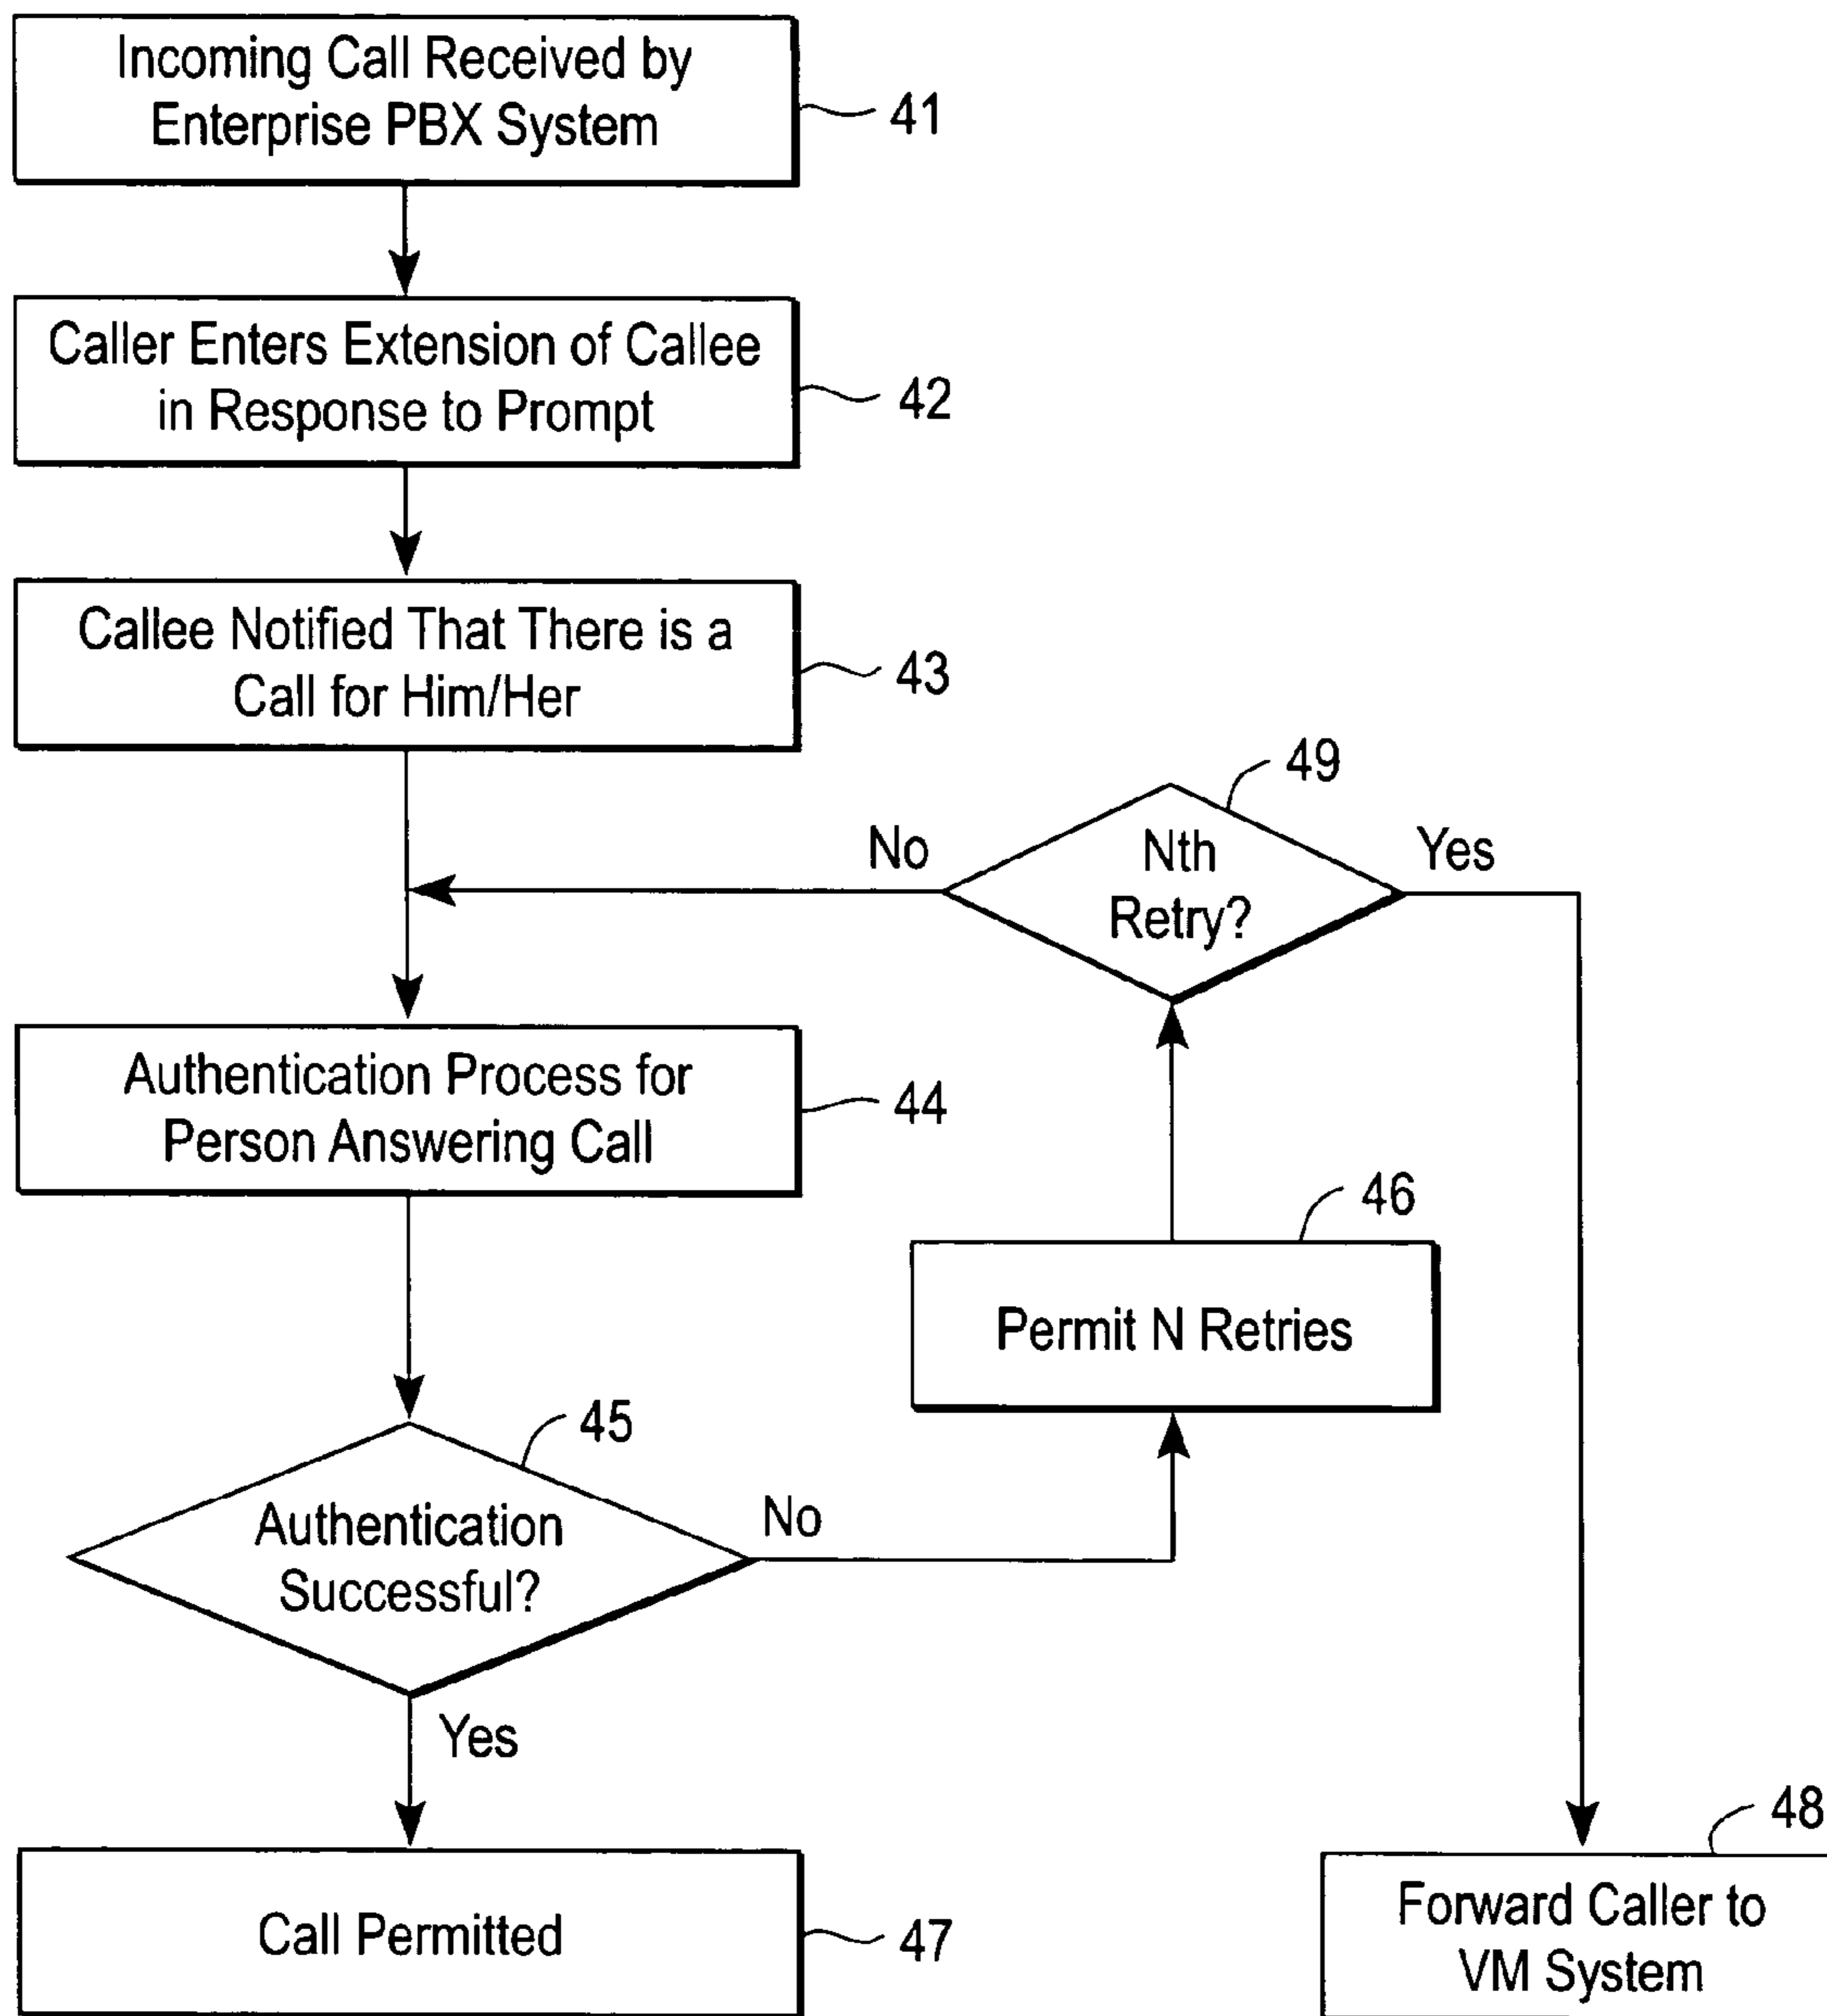 Incoming Call Received by
Enterprise PBX System
41
Caller Enters Extension of Callee
in Response to Prompt
42
Callee Notified That There is a
Call for Him/Her
43
49
No
Nth
Retry?
Yes
Authentication Process for
Person Answering Call
44
46
Permit N Retries
45
Authentication
Successful?
No
Yes
48
Call Permitted
47
Forward Caller to
VM System